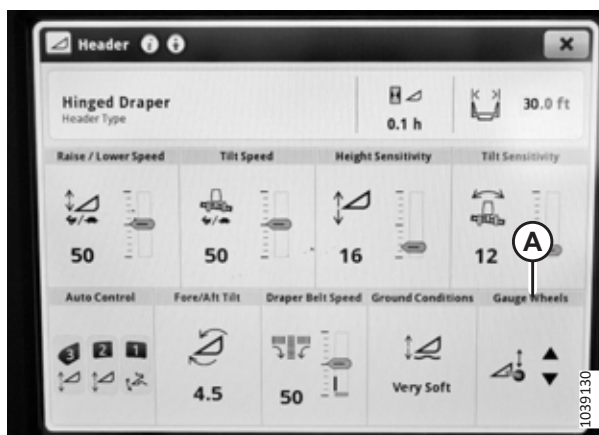 Header
Hinged Draper
Header Type
0.1 h
30.0 ft
Raise / Lower Speed
Tilt Speed
Height Sensitivity
Tilt Sensitivity
50
50
16
12
A
Auto Control
Fore/Aft Tilt
Draper Belt Speed
Ground Conditions
Gauge Wheels
3 2 1
4.5
50
Very Soft
1039130